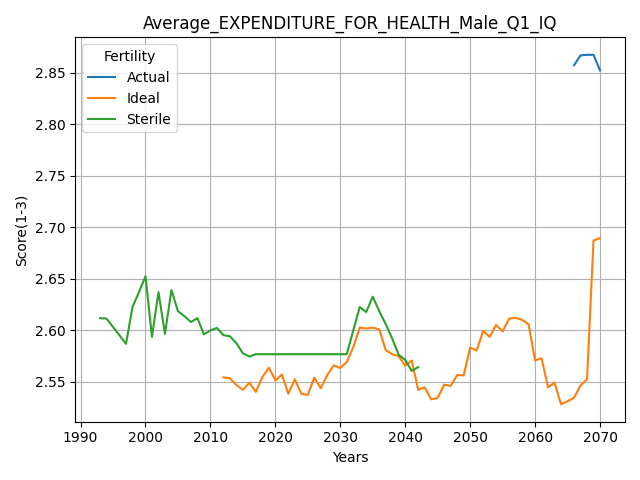 Average_EXPENDITURE_FOR_HEALTH_Male_Q1_IQ
Fertility
Actual
Ideal
Sterile
Score(1-3)
2.85
2.80
2.75
2.70
2.65
2.60
2.55
1990 2000 2010 2020 2030 2040 2050 2060 2070
Years